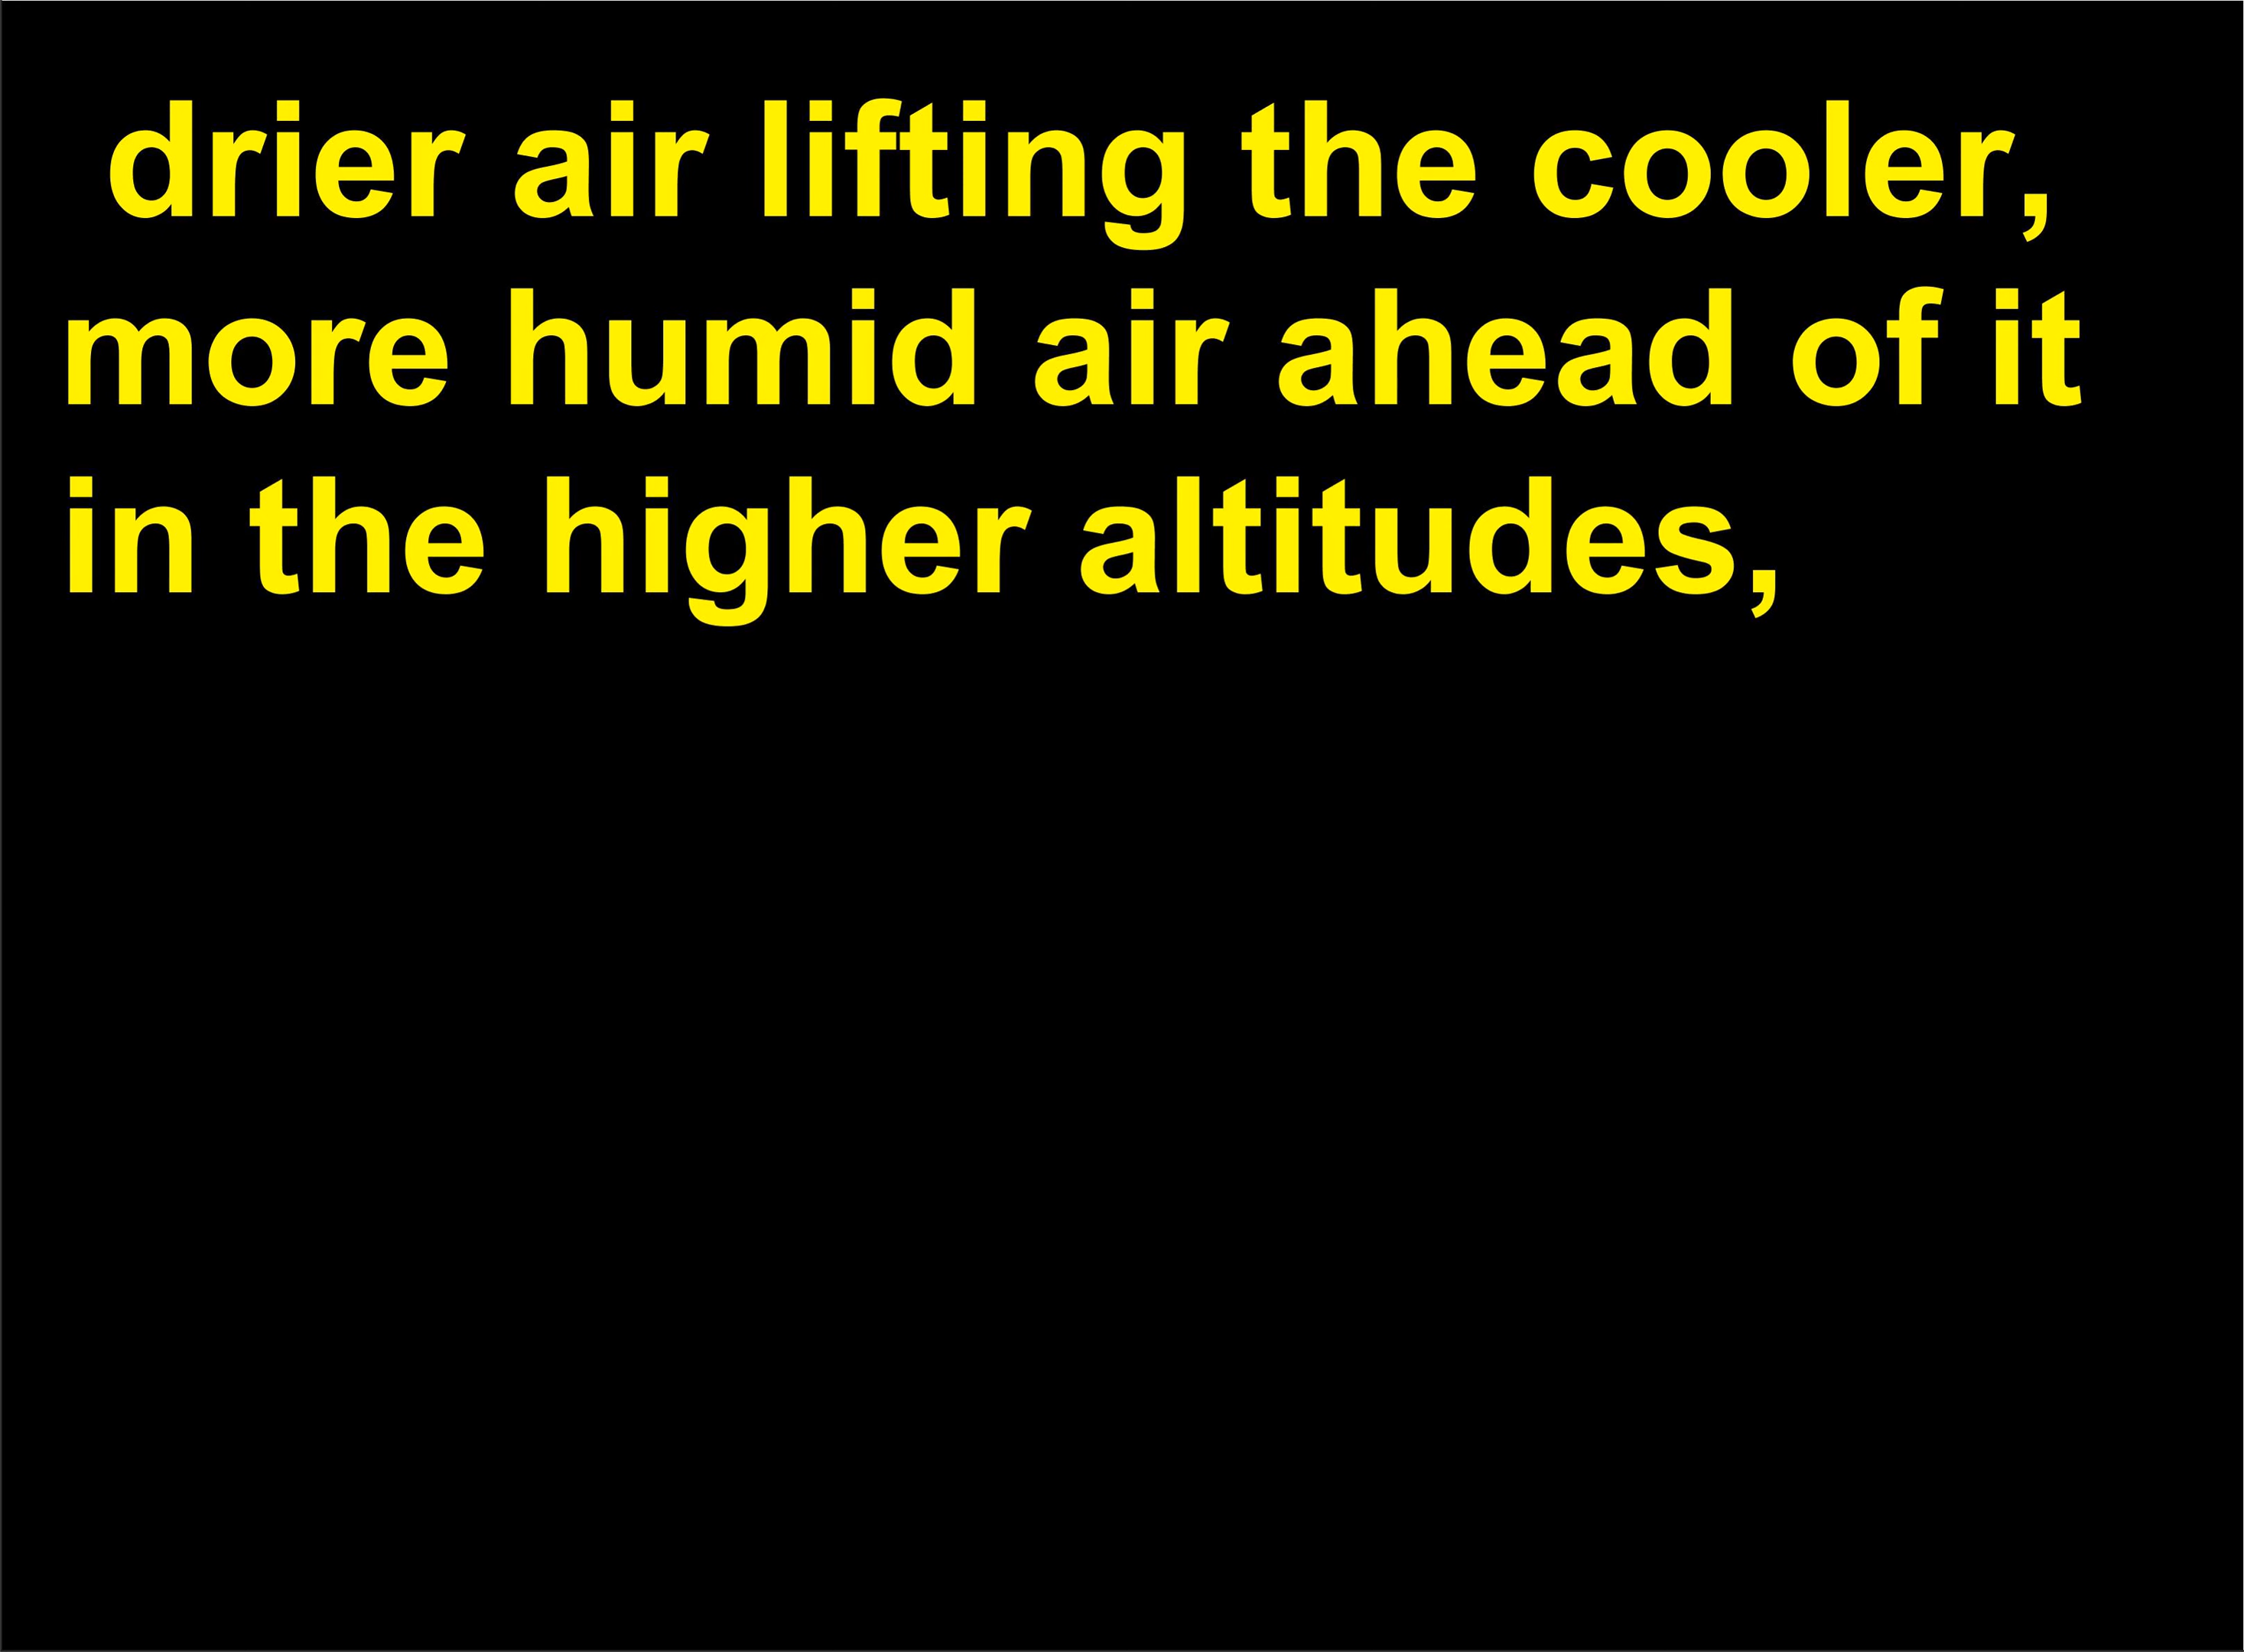 drier air lifting the cooler,
more humid air ahead of it
in the higher altitudes,